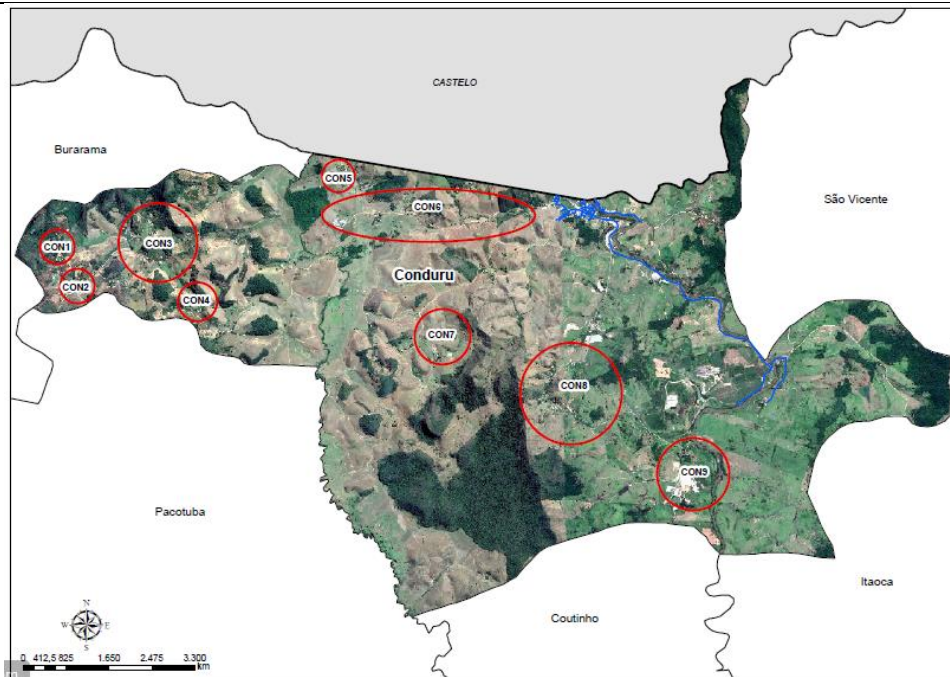 CASTELO
Burarama
São Vicente
CON5
CON6
CON1
CON3
CON2
CON4
Conduru
CON7
CON8
CON9
Pacotuba
Itaoca
Coutinho
N
W E
S
0 412,5 825 1.650 2.475 3.300
km